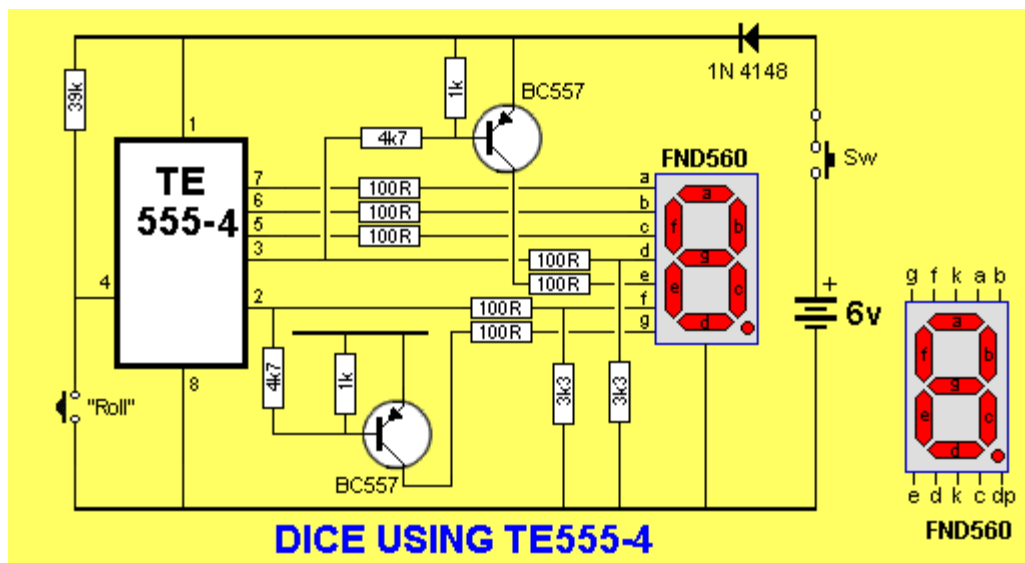 1N 4148
39k
1k
BC557
1
4k7
Sw
FND560
TE
555-4
7
100R
a
6
100R
b
5
100R
c
3
100R
d
4
100R
e
2
100R
f
100R
g
a
f
b
g
e
c
d
+
6v
g f k a b
a
f
b
g
e
c
d
e d k c dp
FND560
8
"Roll"
4k7
1k
3k3
3k3
BC557
DICE USING TE555-4